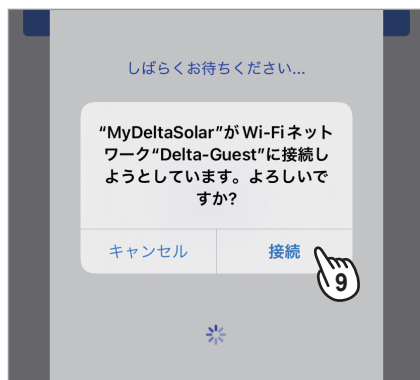 しばらくお待ちください...
“MyDeltaSolar”がWi-Fiネット
ワーク“Delta-Guest”に接続し
ようとしています。よろしいで
すか?
キャンセル 接続
9